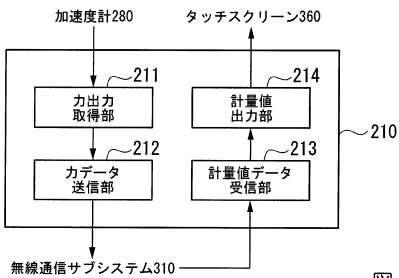 加速度計280
タッチスクリーン360
211
力出力
取得部
214
計量値
出力部
210
212
力データ
送信部
213
計量値データ
受信部
無線通信サブシステム310